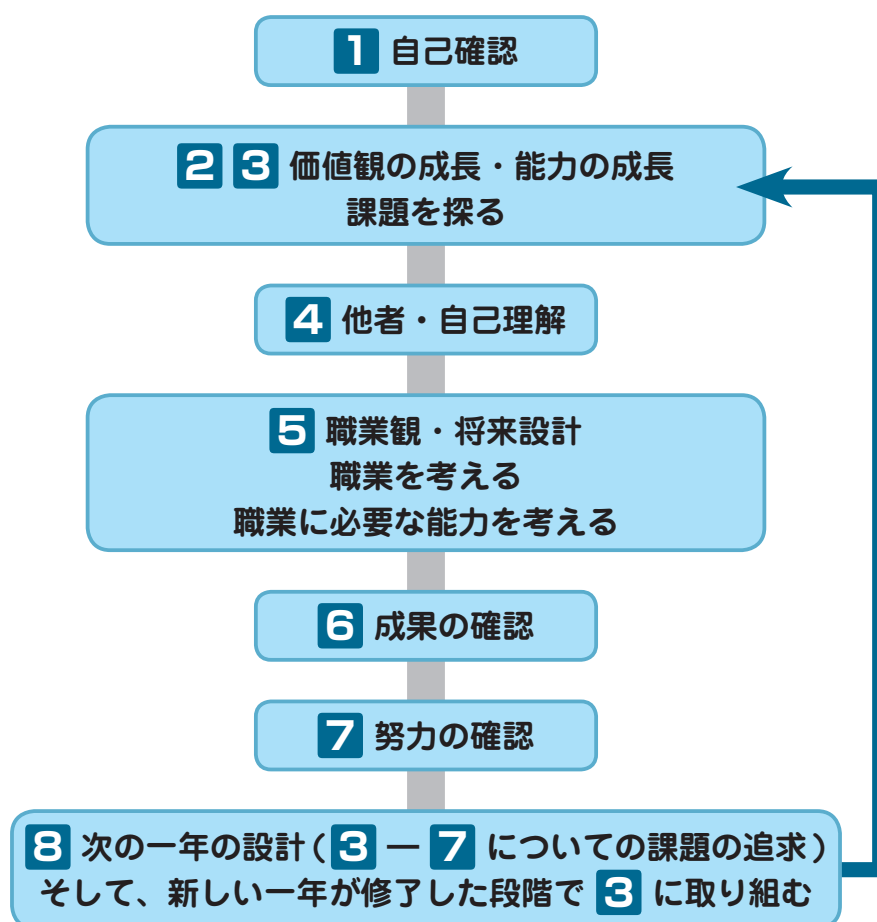 1 自己確認
2 3 価値観の成長・能力の成長
課題を探る
4 他者・自己理解
5 職業観・将来設計
職業を考える
職業に必要な能力を考える
6 成果の確認
7 努力の確認
8 次の一年の設計(3 ― 7 についての課題の追求)
そして、新しい一年が修了した段階で 3 に取り組む